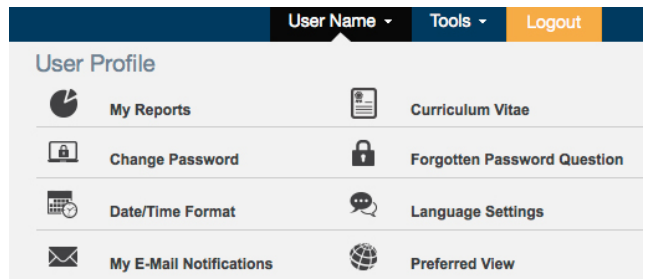 User Name Tools Logout
User Profile
My Reports Curriculum Vitae
Change Password Forgotten Password Question
Date/Time Format Language Settings
My E-Mail Notifications Preferred View